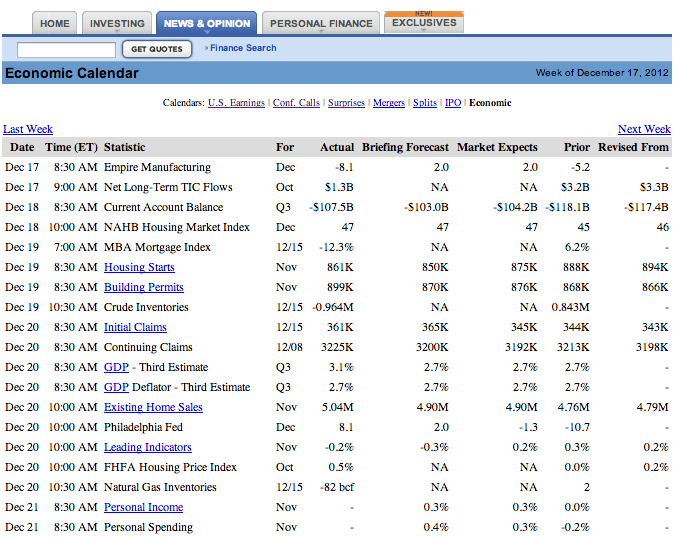 HOME INVESTING NEWS & OPINION PERSONAL FINANCE NEW! EXCLUSIVES
GET QUOTES » Finance Search
Economic Calendar Week of December 17, 2012
Calendars: U.S. Earnings | Conf. Calls | Surprises | Mergers | Splits | IPO | Economic
Last Week Next Week
Date Time (ET) Statistic For Actual Briefing Forecast Market Expects Prior Revised From
Dec 17 8:30 AM Empire Manufacturing Dec -8.1 2.0 2.0 -5.2 -
Dec 17 9:00 AM Net Long-Term TIC Flows Oct $1.3B NA NA $3.2B $3.3B
Dec 18 8:30 AM Current Account Balance Q3 -$107.5B -$103.0B -$104.2B -$118.1B -$117.4B
Dec 18 10:00 AM NAHB Housing Market Index Dec 47 47 47 45 46
Dec 19 7:00 AM MBA Mortgage Index 12/15 -12.3% NA NA 6.2% -
Dec 19 8:30 AM Housing Starts Nov 861K 850K 875K 888K 894K
Dec 19 8:30 AM Building Permits Nov 899K 870K 876K 868K 866K
Dec 19 10:30 AM Crude Inventories 12/15 -0.964M NA NA 0.843M -
Dec 20 8:30 AM Initial Claims 12/15 361K 365K 345K 344K 343K
Dec 20 8:30 AM Continuing Claims 12/08 3225K 3200K 3192K 3213K 3198K
Dec 20 8:30 AM GDP - Third Estimate Q3 3.1% 2.7% 2.7% 2.7% -
Dec 20 8:30 AM GDP Deflator - Third Estimate Q3 2.7% 2.7% 2.7% 2.7% -
Dec 20 10:00 AM Existing Home Sales Nov 5.04M 4.90M 4.90M 4.76M 4.79M
Dec 20 10:00 AM Philadelphia Fed Dec 8.1 2.0 -1.3 -10.7 -
Dec 20 10:00 AM Leading Indicators Nov -0.2% -0.3% 0.2% 0.3% 0.2%
Dec 20 10:00 AM FHFA Housing Price Index Oct 0.5% NA NA 0.0% 0.2%
Dec 20 10:30 AM Natural Gas Inventories 12/15 -82 bcf NA NA 2 -
Dec 21 8:30 AM Personal Income Nov - 0.3% 0.3% 0.0% -
Dec 21 8:30 AM Personal Spending Nov - 0.4% 0.3% -0.2% -